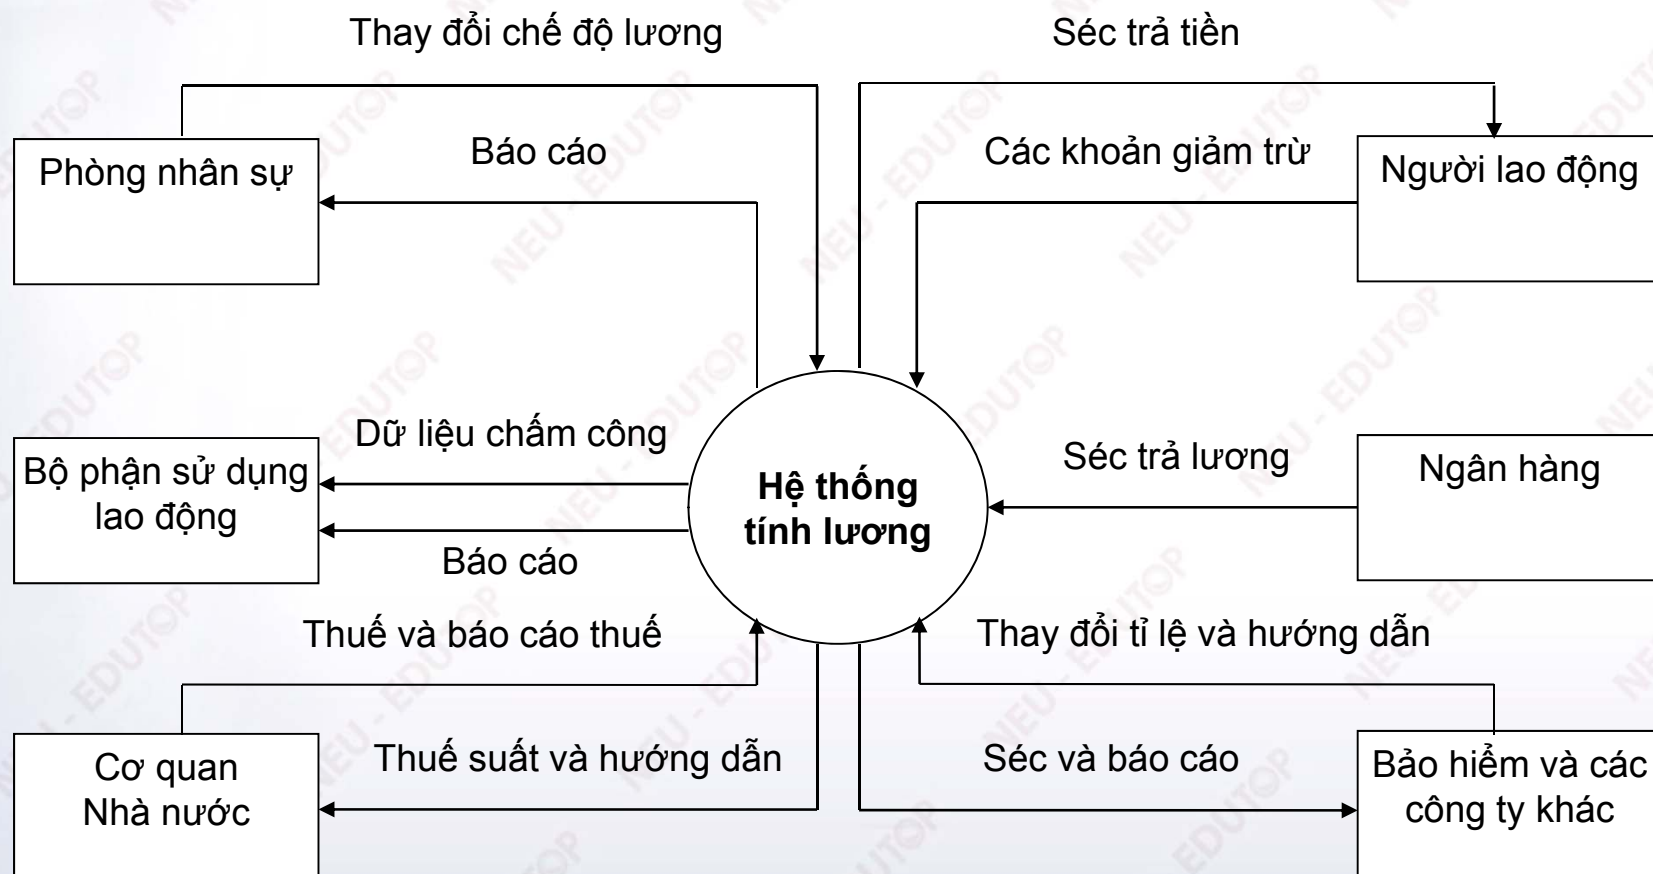 Thay đổi chế độ lương
Séc trả tiền
Phòng nhân sự
Báo cáo
Các khoản giảm trừ
Người lao động
Dữ liệu chấm công
Bộ phận sử dụng
lao động
Báo cáo
Hệ thống
tính lương
Séc trả lương
Ngân hàng
Thuế và báo cáo thuế
Thay đổi tỉ lệ và hướng dẫn
Cơ quan
Nhà nước
Thuế suất và hướng dẫn
Séc và báo cáo
Bảo hiểm và các
công ty khác
NEU - EDUTOP